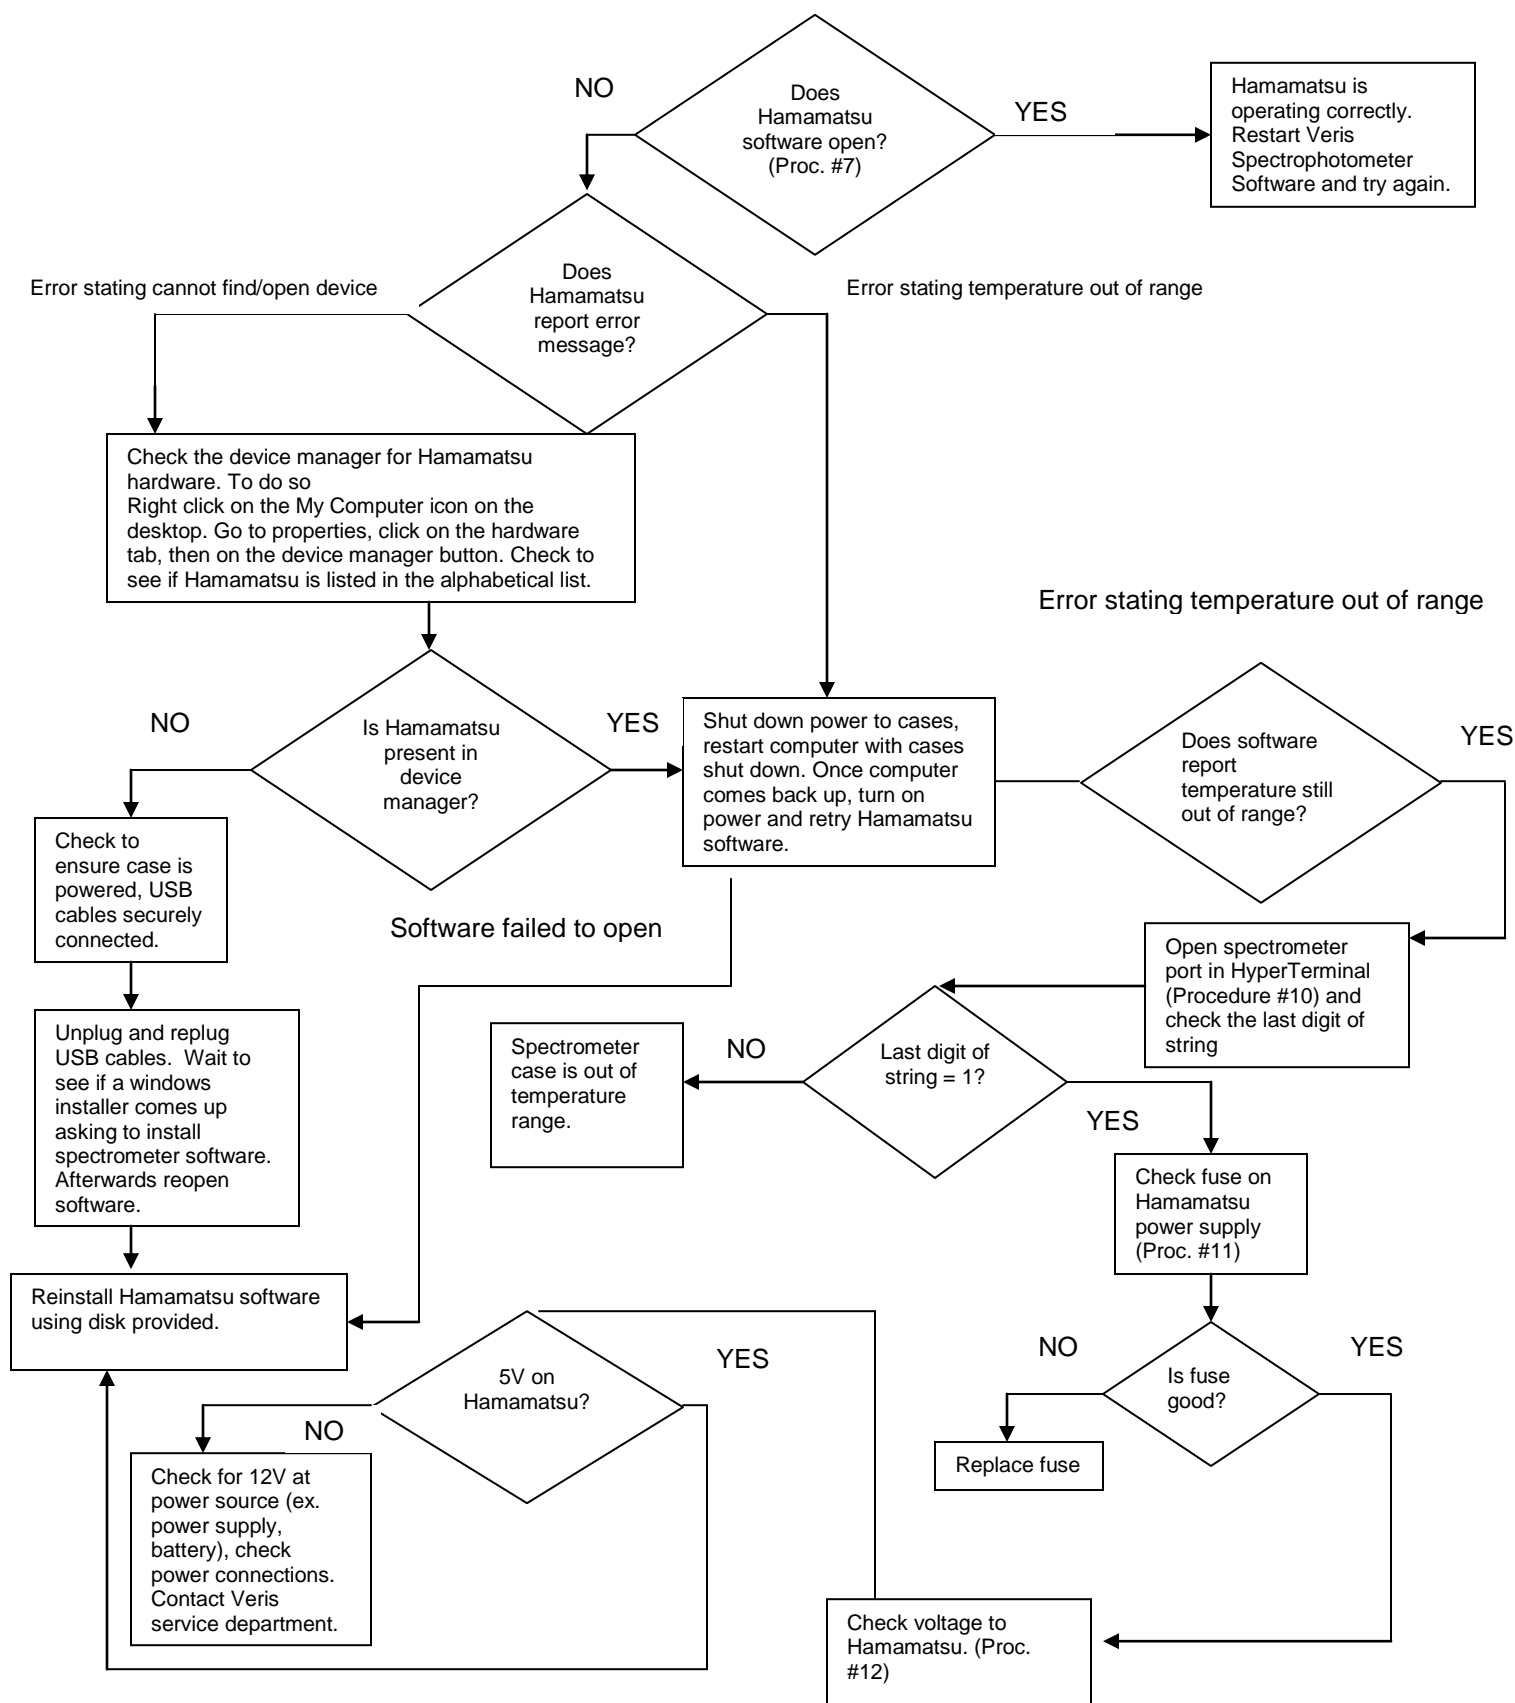 Does
Hamamatsu
software open?
(Proc. #7)
NO
YES
Hamamatsu is
operating correctly.
Restart Veris
Spectrophotometer
Software and try again.
Does
Hamamatsu
report error
message?
Error stating cannot find/open device
Error stating temperature out of range
Check the device manager for Hamamatsu
hardware. To do so
Right click on the My Computer icon on the
desktop. Go to properties, click on the hardware
tab, then on the device manager button. Check to
see if Hamamatsu is listed in the alphabetical list.
Error stating temperature out of range
NO
Is Hamamatsu
present in
device
manager?
YES
Shut down power to cases,
restart computer with cases
shut down. Once computer
comes back up, turn on
power and retry Hamamatsu
software.
Does software
report
temperature still
out of range?
YES
Check to
ensure case is
powered, USB
cables securely
connected.
Software failed to open
Open spectrometer
port in HyperTerminal
(Procedure #10) and
check the last digit of
string
Unplug and replug
USB cables.  Wait to
see if a windows
installer comes up
asking to install
spectrometer software.
Afterwards reopen
software.
Spectrometer
case is out of
temperature
range.
NO
Last digit of
string = 1?
YES
Check fuse on
Hamamatsu
power supply
(Proc. #11)
Reinstall Hamamatsu software
using disk provided.
5V on
Hamamatsu?
YES
NO
NO
Is fuse
good?
YES
Replace fuse
Check for 12V at
power source (ex.
power supply,
battery), check
power connections.
Contact Veris
service department.
Check voltage to
Hamamatsu. (Proc.
#12)